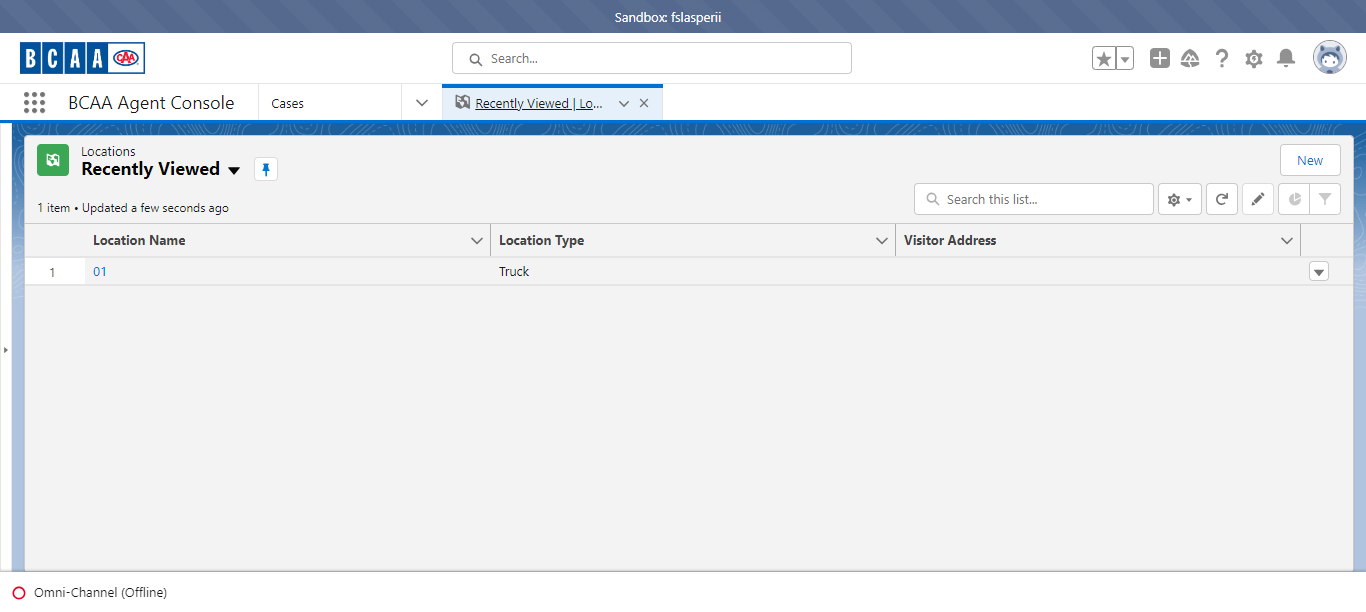 Sandbox: fslasperii
BCAA CAA
Search...
BCAA Agent Console
Cases
Recently Viewed | Lo...
Locations
Recently Viewed
New
1 item • Updated a few seconds ago
Search this list...
Location Name
Location Type
Visitor Address
1
01
Truck
Omni-Channel (Offline)